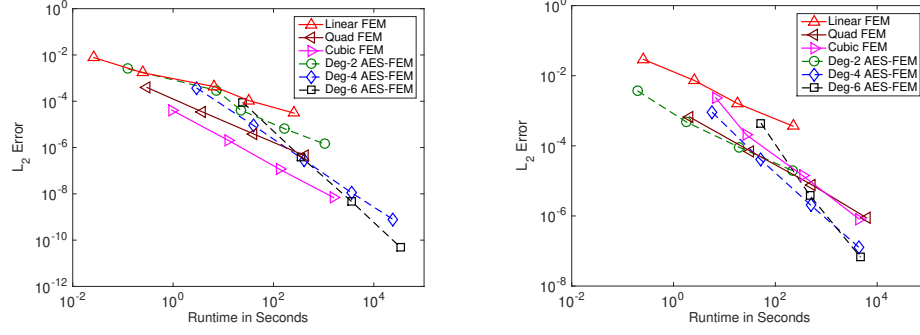 10^0
10^-2
10^-4
10^-6
10^-8
10^-10
10^-12
L_2 Error
10^-2
10^0
10^2
10^4
Runtime in Seconds
Linear FEM
Quad FEM
Cubic FEM
Deg-2 AES-FEM
Deg-4 AES-FEM
Deg-6 AES-FEM
10^0
10^-2
10^-4
10^-6
10^-8
L_2 Error
10^-2
10^0
10^2
10^4
Runtime in Seconds
Linear FEM
Quad FEM
Cubic FEM
Deg-2 AES-FEM
Deg-4 AES-FEM
Deg-6 AES-FEM